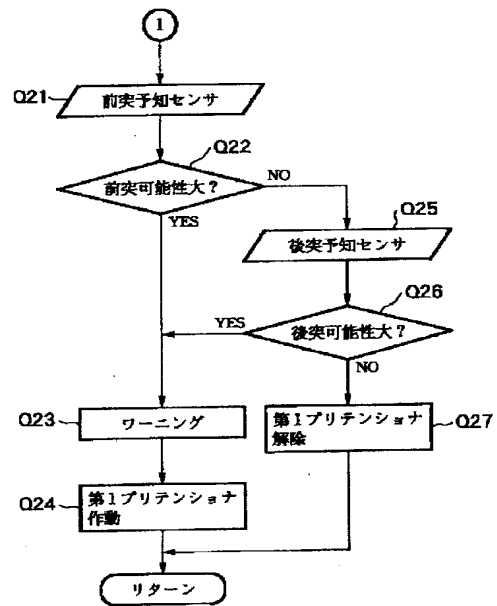 1
Q21
前突予知センサ
Q22
前突可能性大？
NO
YES
Q25
後突予知センサ
Q26
後突可能性大？
YES
NO
Q23
ワーニング
第1プリテンショナ
解除
Q27
Q24
第1プリテンショナ
作動
リターン